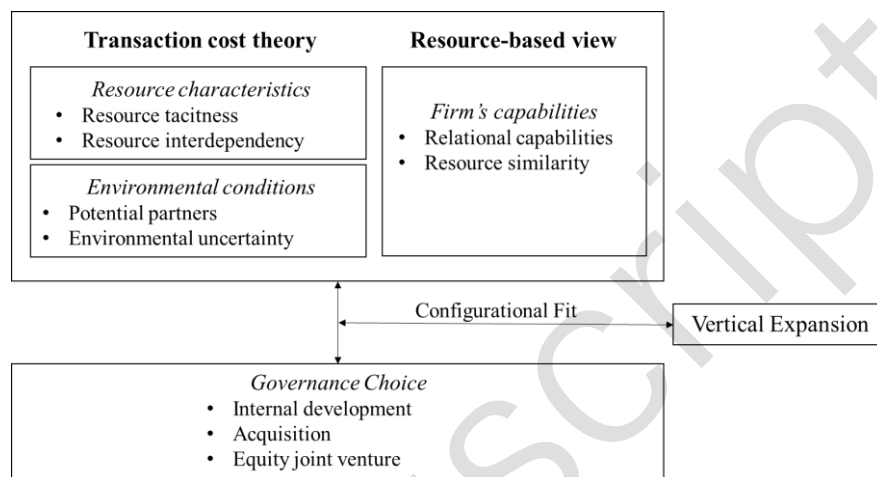 Transaction cost theory
Resource-based view
Resource characteristics
• Resource tacitness
• Resource interdependency
Environmental conditions
• Potential partners
• Environmental uncertainty
Firm's capabilities
• Relational capabilities
• Resource similarity
Configurational Fit
Vertical Expansion
Governance Choice
• Internal development
• Acquisition
• Equity joint venture
script